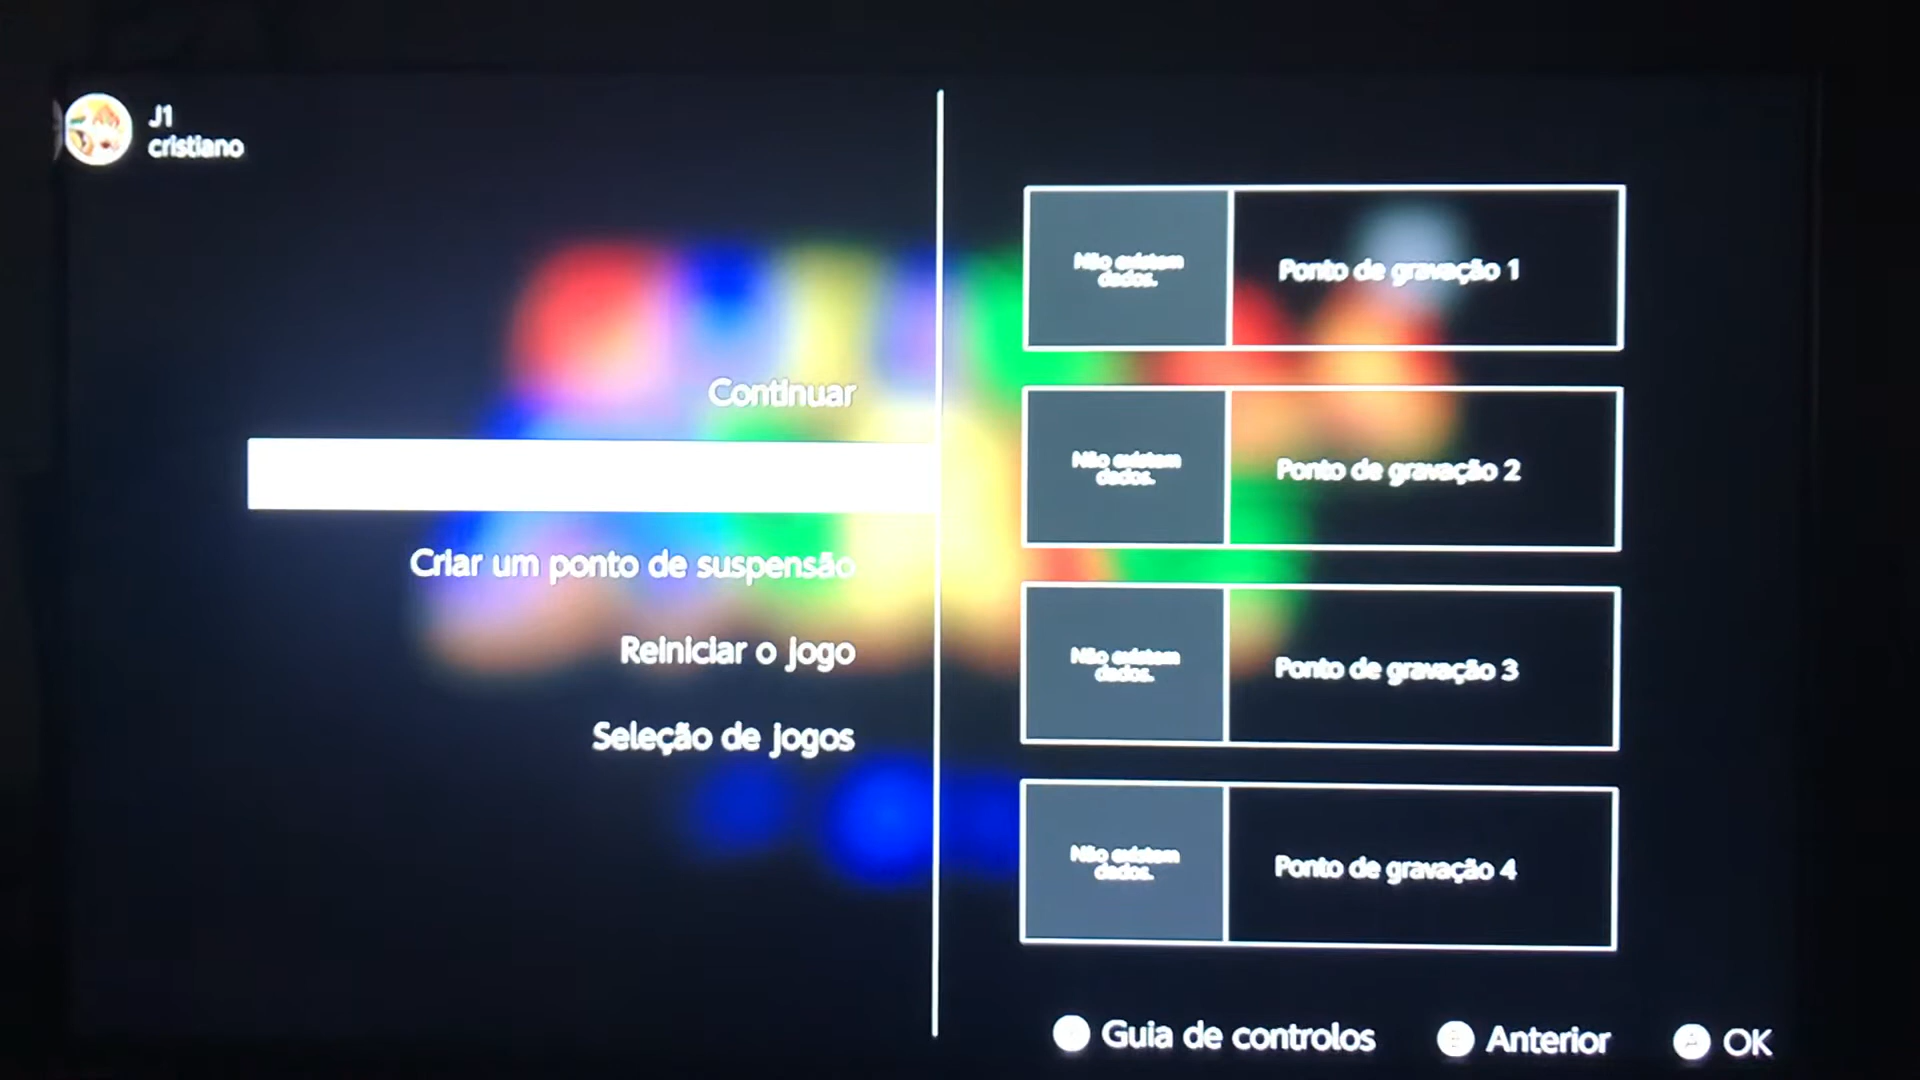 J1
cristiano
Continuar
Criar um ponto de suspensão
Reiniciar o jogo
Seleção de jogos
Não existem
dados.
Ponto de gravação 1
Não existem
dados.
Ponto de gravação 2
Não existem
dados.
Ponto de gravação 3
Não existem
dados.
Ponto de gravação 4
Guia de controlos
B Anterior
A OK